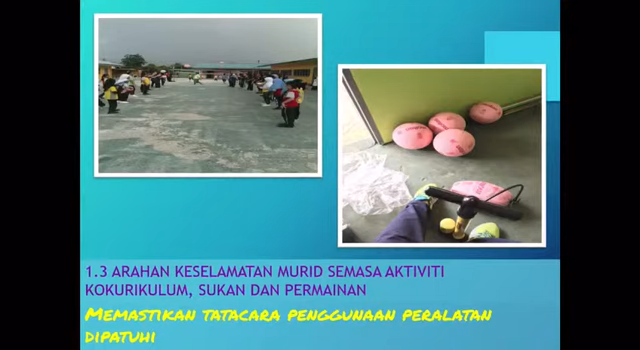 1.3 ARAHAN KESELAMATAN MURID SEMASA AKTIVITI
KOKURIKULUM, SUKAN DAN PERMAINAN
MEMASTIKAN TATACARA PENGGUNAAN PERALATAN
DIPATUHI